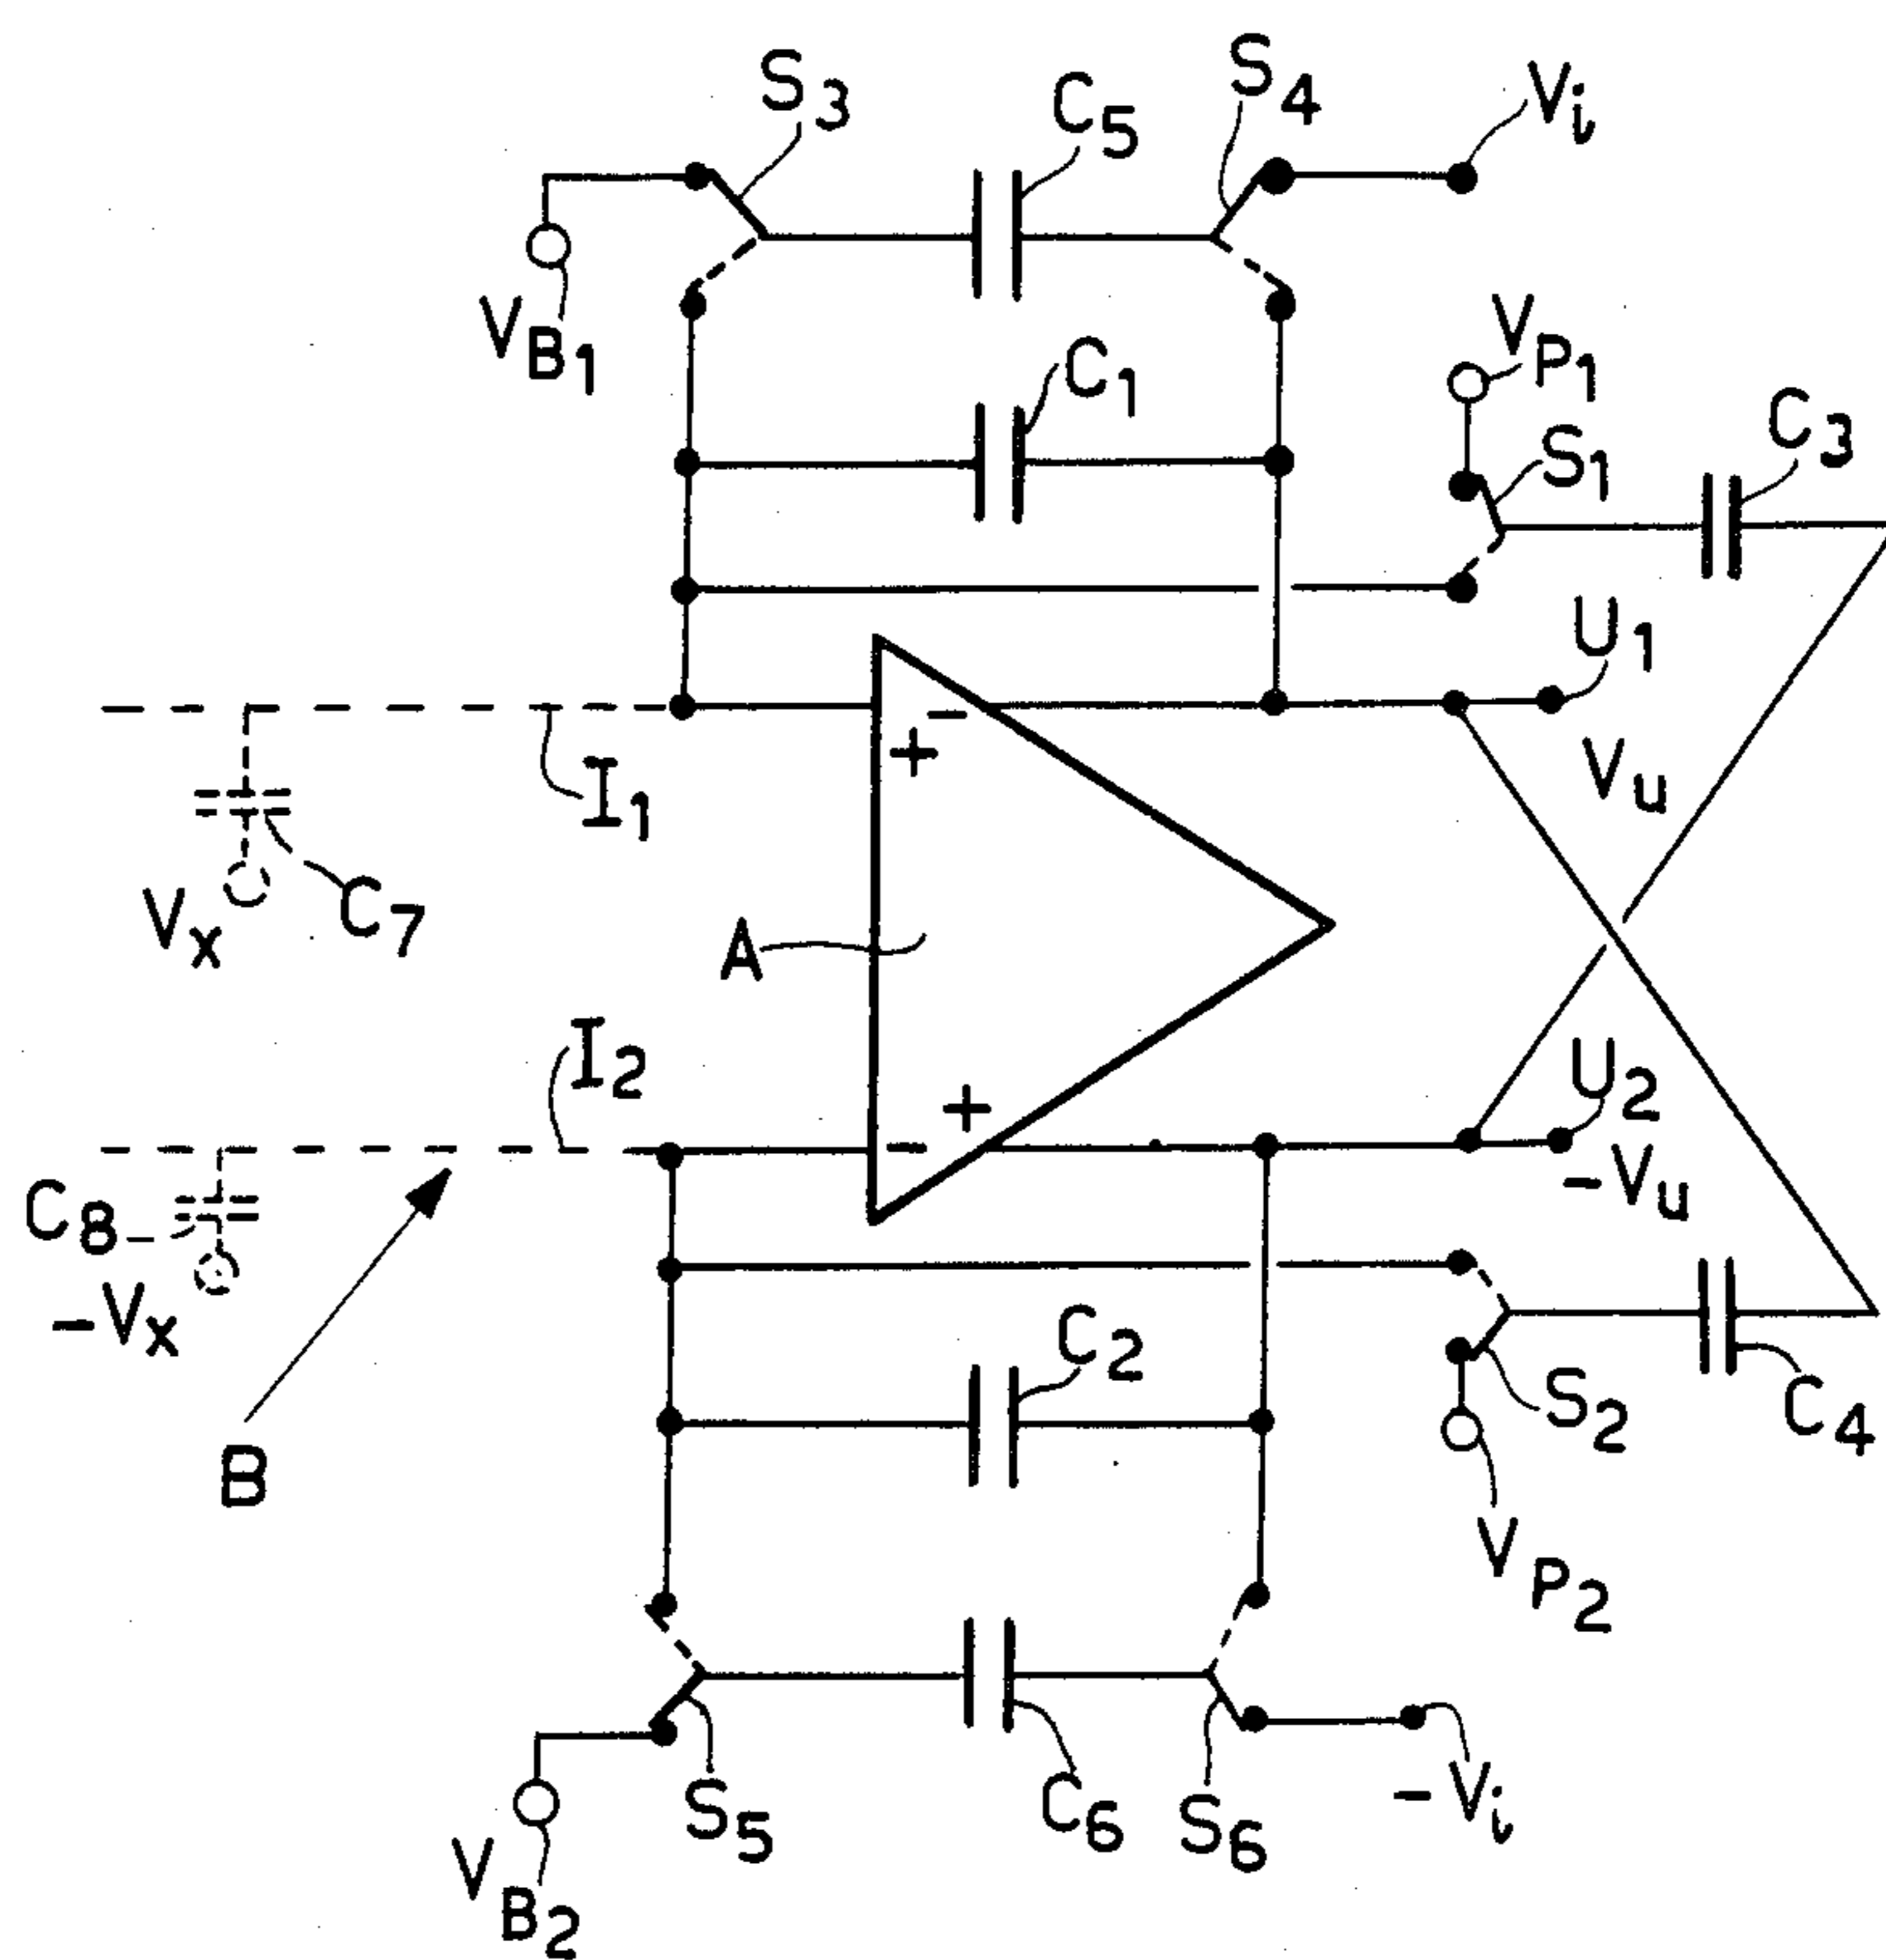 S3
C5
S4
Vi
VB1
C1
VP1
S1
C3
U1
+ -
I1
Vu
Vx
C7
A
I2
+
-
U2
-Vu
C8
-Vx
B
C2
S2
C4
VP2
S5
C6
S6
-Vi
VB2